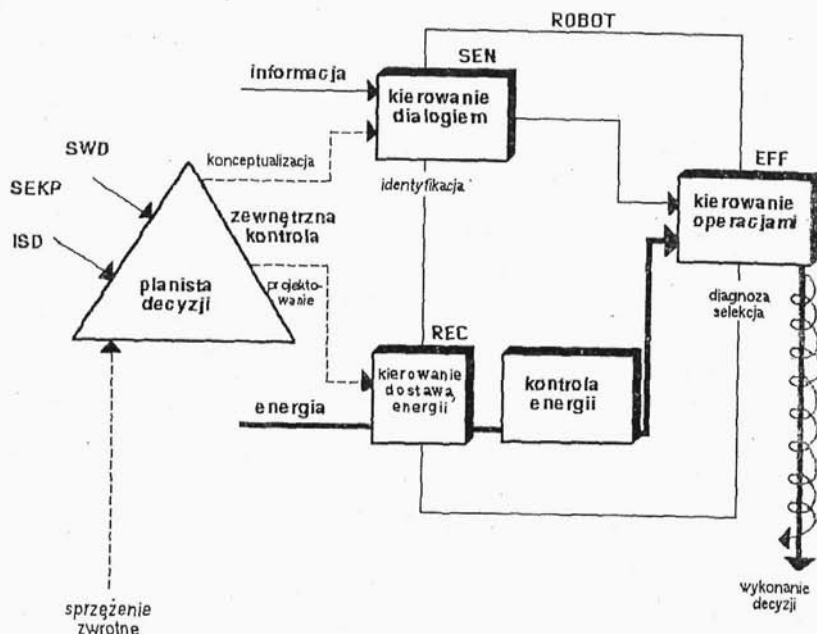 ROBOT
SEN
informacja
kierowanie
dialogiem
SWD
konceptualizacja
EFF
SEKP
identyfikacja
kierowanie
operacjami
zewnętrzna
kontrola
ISD
planista
decyzji
projekto-
wanie
diagnoza
selekcja
REC
kierowanie
dostawą
energii
kontrola
energii
energia
wykonanie
decyzji
sprzężenie
zwrotne